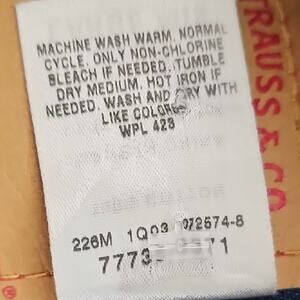 MACHINE WASH WARM, NORMAL
CYCLE. ONLY NON-CHLORINE
BLEACH IF NEEDED. TUMBLE
DRY MEDIUM. HOT IRON IF
NEEDED. WASH AND DRY WITH
LIKE COLORS
WPL 423
226M 1Q03 072574-8
TRAUSS & CO